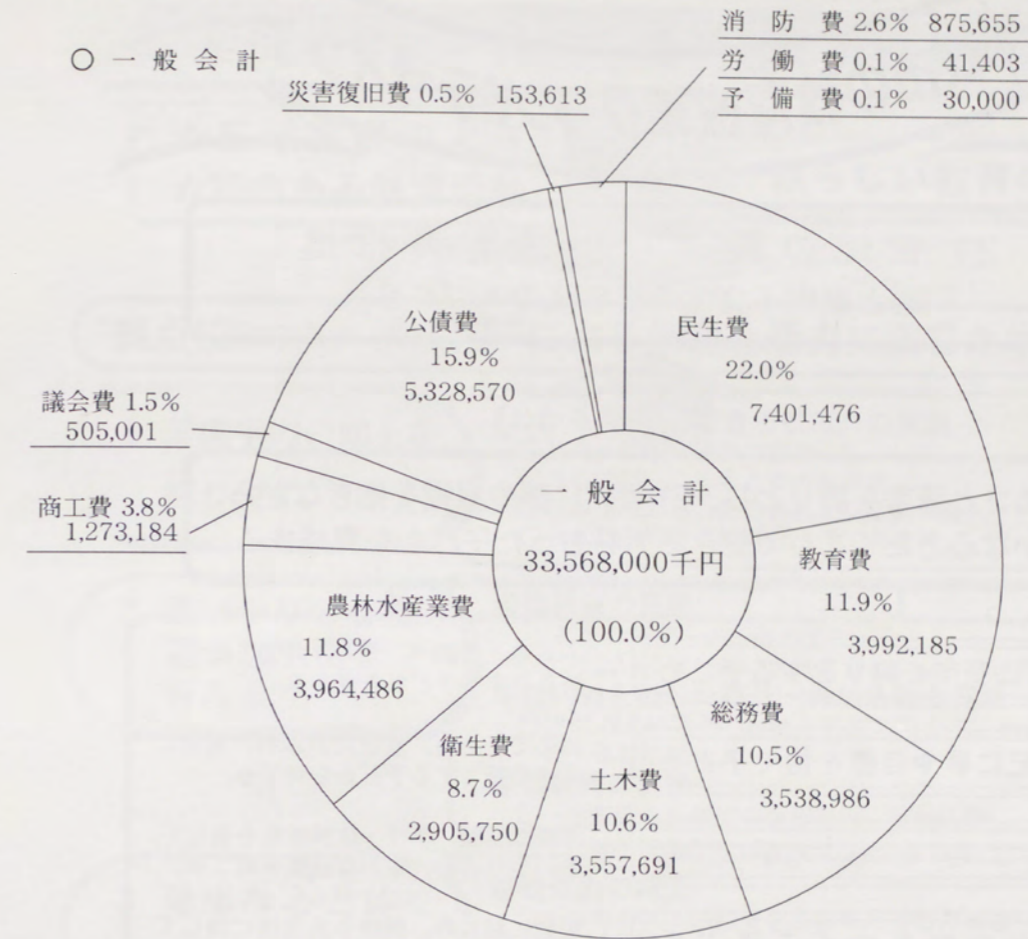 ○ 一般会計
消防費 2.6% 875,655
労働費 0.1% 41,403
予備費 0.1% 30,000
災害復旧費 0.5% 153,613
公債費
15.9%
5,328,570
民生費
22.0%
7,401,476
議会費 1.5%
505,001
商工費 3.8%
1,273,184
一般会計
33,568,000千円
(100.0%)
教育費
11.9%
3,992,185
農林水産業費
11.8%
3,964,486
総務費
10.5%
3,538,986
衛生費
8.7%
2,905,750
土木費
10.6%
3,557,691